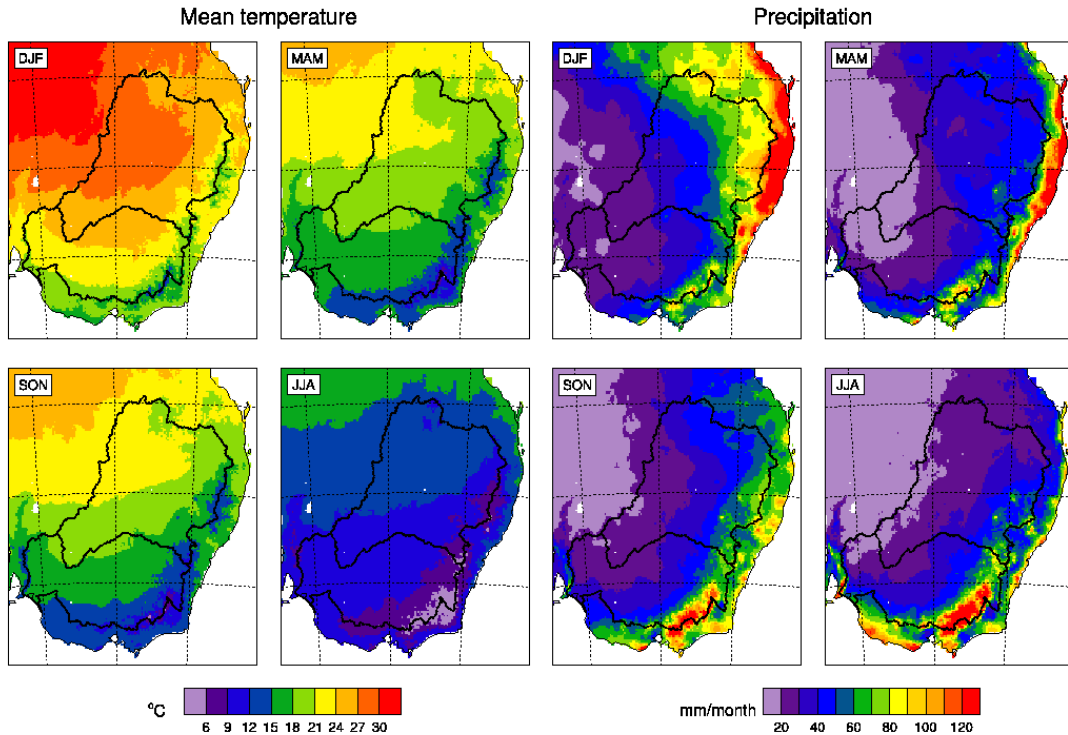 Mean temperature
Precipitation
DJF
MAM
DJF
MAM
SON
JJA
SON
JJA
°C
6 9 12 15 18 21 24 27 30
mm/month
20 40 60 80 100 120